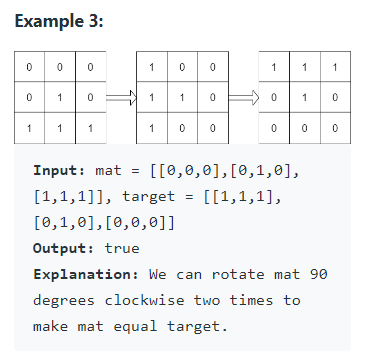 Example 3:
0 0 0 1 0 0 1 1 1
0 1 0 1 1 0 0 1 0
1 1 1 1 0 0 0 0 0
Input: mat = [[0,0,0],[0,1,0],
[1,1,1]], target = [[1,1,1],
[0,1,0],[0,0,0]]
Output: true
Explanation: We can rotate mat 90
degrees clockwise two times to
make mat equal target.